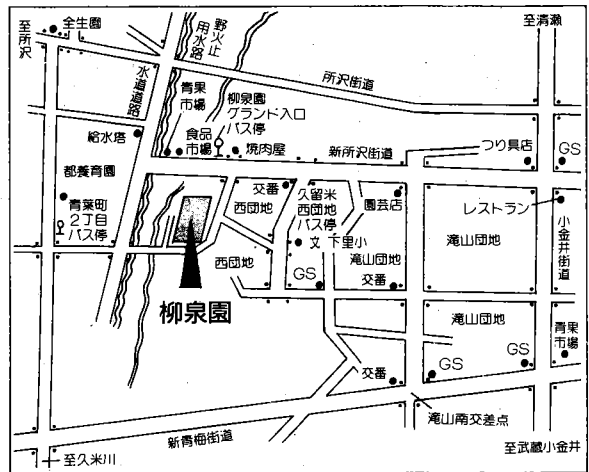 至所沢
全生園
野火止
用水路
水道道路
至清瀬
所沢街道
青果
市場
柳泉園
グランド入口
バス停
給水塔
食品
市場
焼肉屋
新所沢街道
つり具店
GS
都養育園
青葉町
2丁目
バス停
西団地
交番
久留米
西団地
バス停
園芸店
レストラン
文 下里小
滝山団地
小金井街道
西団地
滝山団地
GS
交番
柳泉園
滝山団地
青果
市場
GS
GS
交番
滝山南交差点
新青梅街道
至久米川
至武蔵小金井